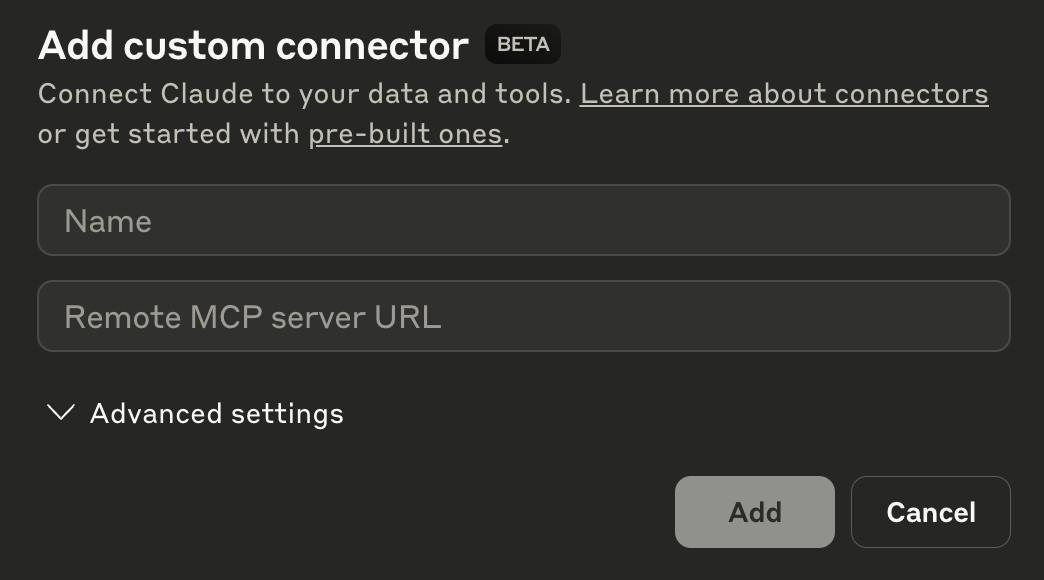 Add custom connector BETA
Connect Claude to your data and tools. Learn more about connectors
or get started with pre-built ones.
Name
Remote MCP server URL
Advanced settings
Add Cancel